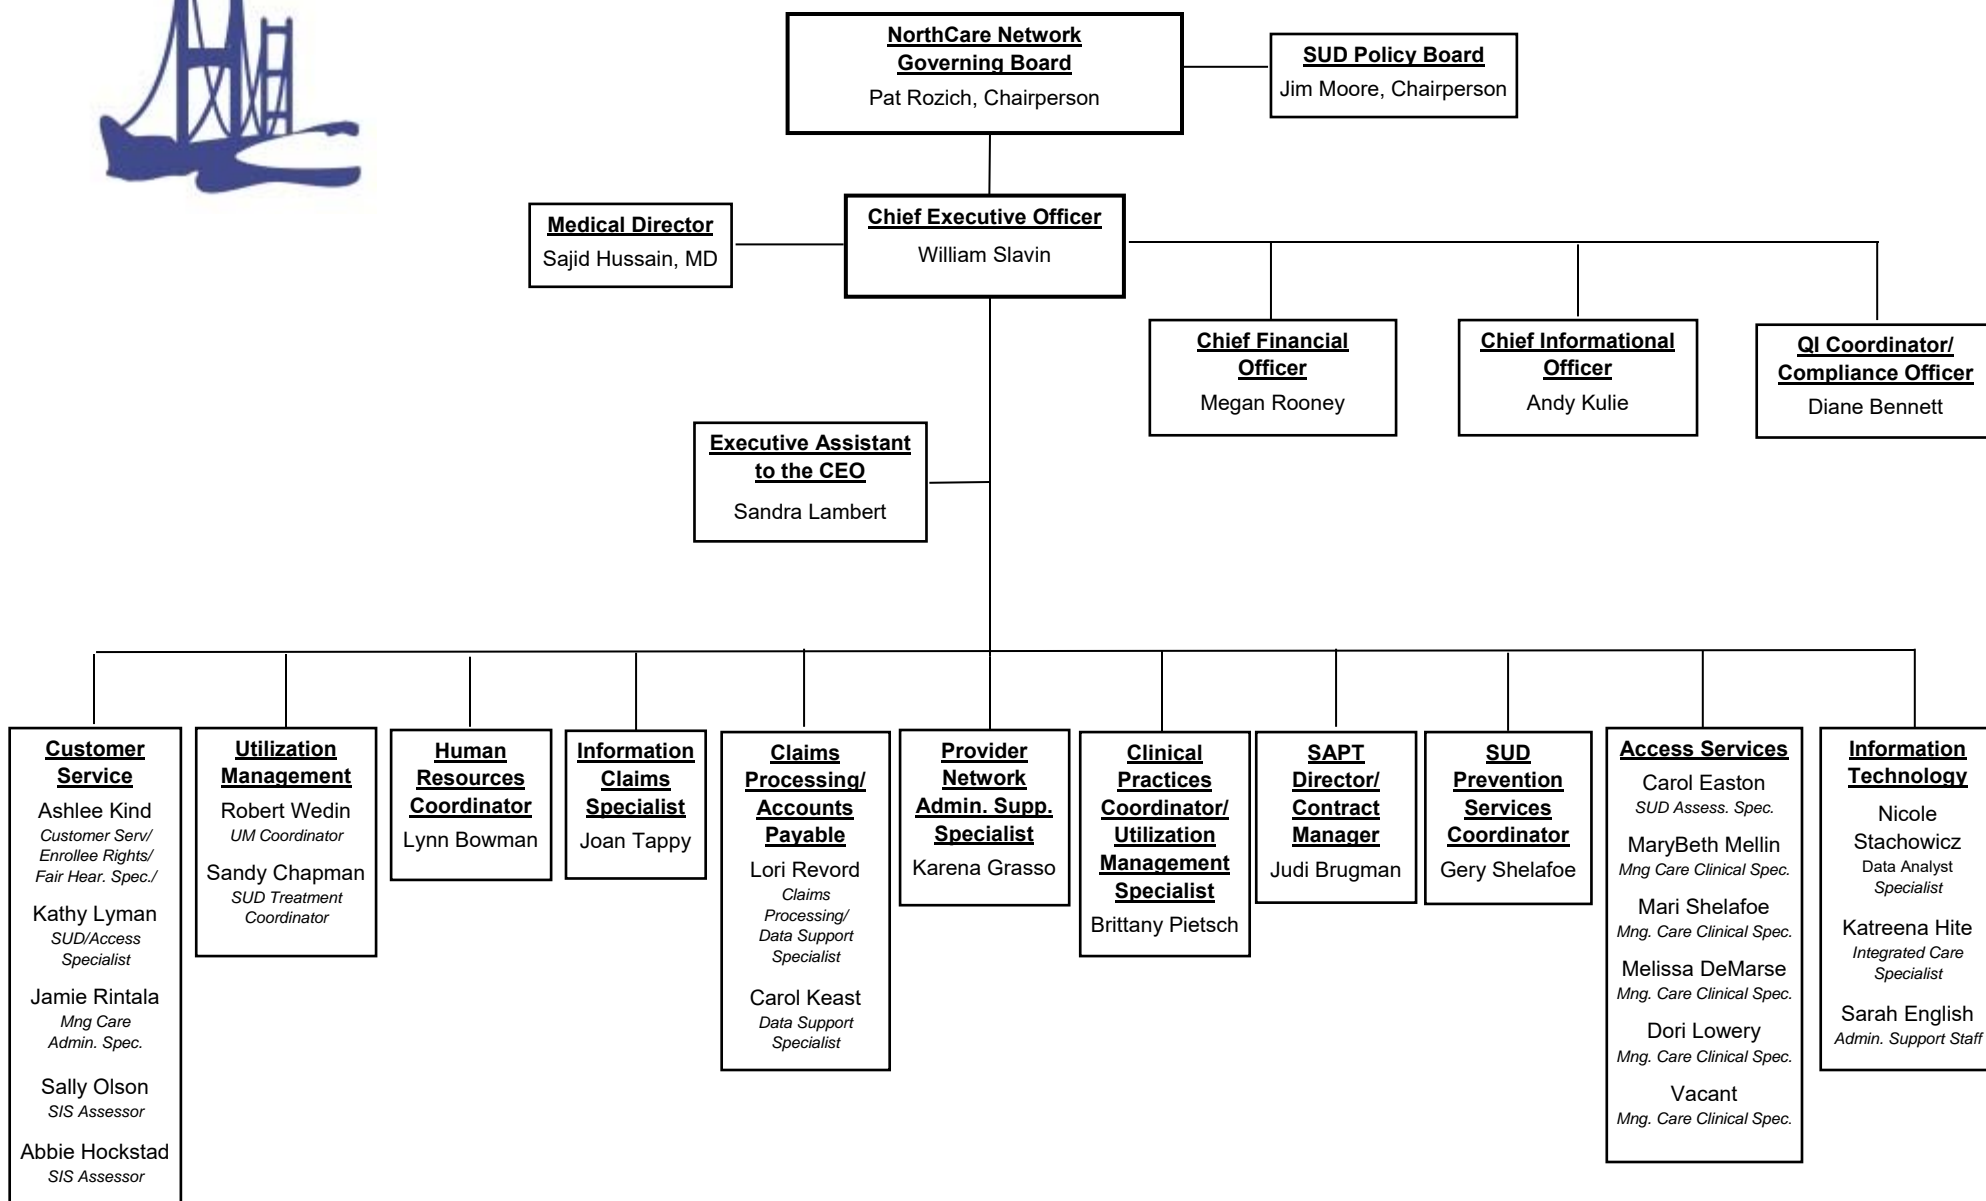 NorthCare Network
Governing Board
Pat Rozich, Chairperson
SUD Policy Board
Jim Moore, Chairperson
Medical Director
Sajid Hussain, MD
Chief Executive Officer
William Slavin
Chief Financial
Officer
Megan Rooney
Chief Informational
Officer
Andy Kulie
QI Coordinator/
Compliance Officer
Diane Bennett
Executive Assistant
to the CEO
Sandra Lambert
Customer
Service
Ashlee Kind
Customer Serv/
Enrollee Rights/
Fair Hear. Spec./
Kathy Lyman
SUD/Access
Specialist
Jamie Rintala
Mng Care
Admin. Spec.
Sally Olson
SIS Assessor
Abbie Hockstad
SIS Assessor
Utilization
Management
Robert Wedin
UM Coordinator
Sandy Chapman
SUD Treatment
Coordinator
Human
Resources
Coordinator
Lynn Bowman
Information
Claims
Specialist
Joan Tappy
Claims
Processing/
Accounts
Payable
Lori Revord
Claims
Processing/
Data Support
Specialist
Carol Keast
Data Support
Specialist
Provider
Network
Admin. Supp.
Specialist
Karena Grasso
Clinical
Practices
Coordinator/
Utilization
Management
Specialist
Brittany Pietsch
SAPT
Director/
Contract
Manager
Judi Brugman
SUD
Prevention
Services
Coordinator
Gery Shelafoe
Access Services
Carol Easton
SUD Assess. Spec.
MaryBeth Mellin
Mng Care Clinical Spec.
Mari Shelafoe
Mng. Care Clinical Spec.
Melissa DeMarse
Mng. Care Clinical Spec.
Dori Lowery
Mng. Care Clinical Spec.
Vacant
Mng. Care Clinical Spec.
Information
Technology
Nicole
Stachowicz
Data Analyst
Specialist
Katreena Hite
Integrated Care
Specialist
Sarah English
Admin. Support Staff